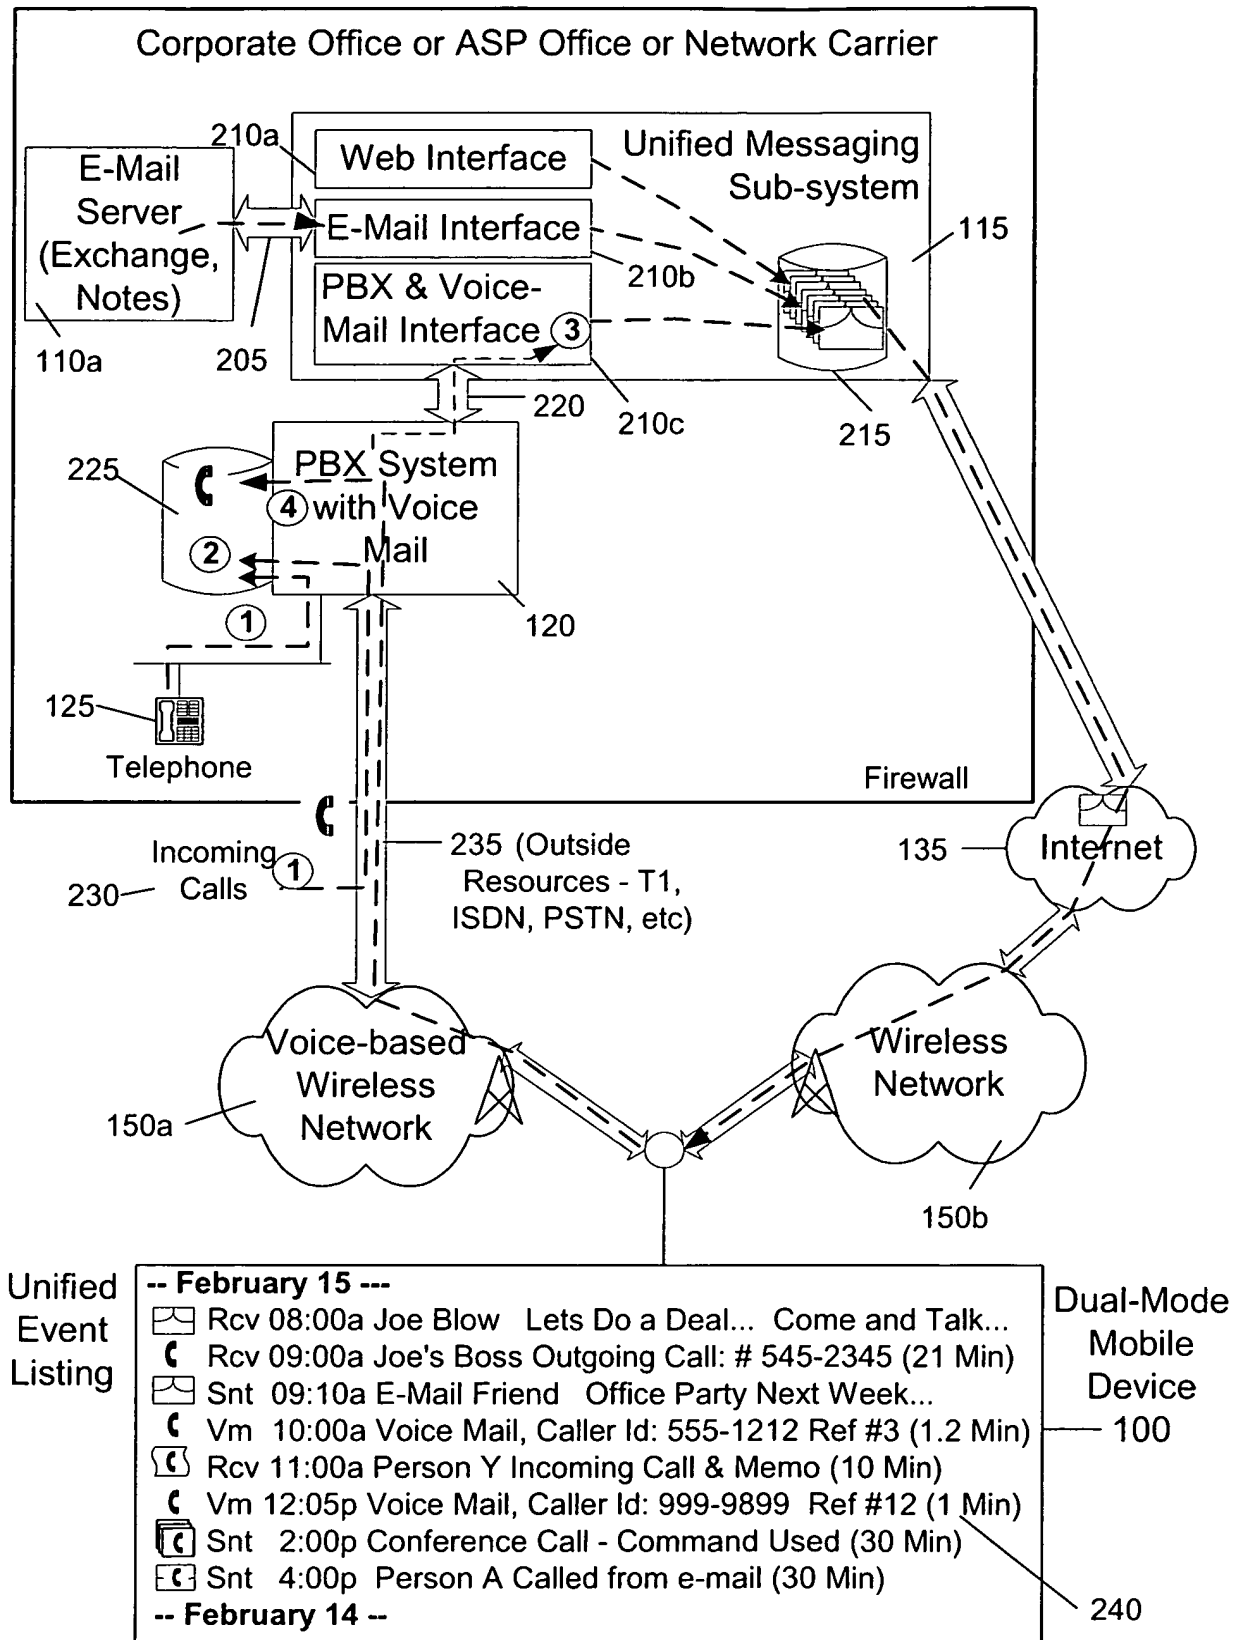 Corporate Office or ASP Office or Network Carrier
210a
Web Interface
Unified Messaging
Sub-system
E-Mail
Server
(Exchange,
Notes)
E-Mail Interface
115
210b
PBX & Voice-
Mail Interface
3
110a
205
220
210c
215
225
PBX System
with Voice
Mail
4
2
1
120
125
Telephone
Firewall
Incoming
Calls
1
230
235 (Outside
Resources - T1,
ISDN, PSTN, etc)
135
Internet
Voice-based
Wireless
Network
150a
Wireless
Network
150b
Unified
Event
Listing
-- February 15 ---
Rcv 08:00a Joe Blow Lets Do a Deal... Come and Talk...
Rcv 09:00a Joe's Boss Outgoing Call: # 545-2345 (21 Min)
Snt 09:10a E-Mail Friend Office Party Next Week...
Vm 10:00a Voice Mail, Caller Id: 555-1212 Ref #3 (1.2 Min)
Rcv 11:00a Person Y Incoming Call & Memo (10 Min)
Vm 12:05p Voice Mail, Caller Id: 999-9899 Ref #12 (1 Min)
Snt 2:00p Conference Call - Command Used (30 Min)
Snt 4:00p Person A Called from e-mail (30 Min)
-- February 14 --
Dual-Mode
Mobile
Device
100
240